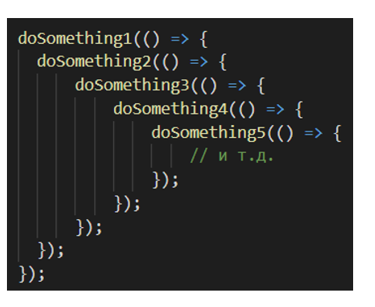 doSomething1(() => {
doSomething2(() => {
doSomething3(() => {
doSomething4(() => {
doSomething5(() => {
// и т.д.
});
});
});
});
});